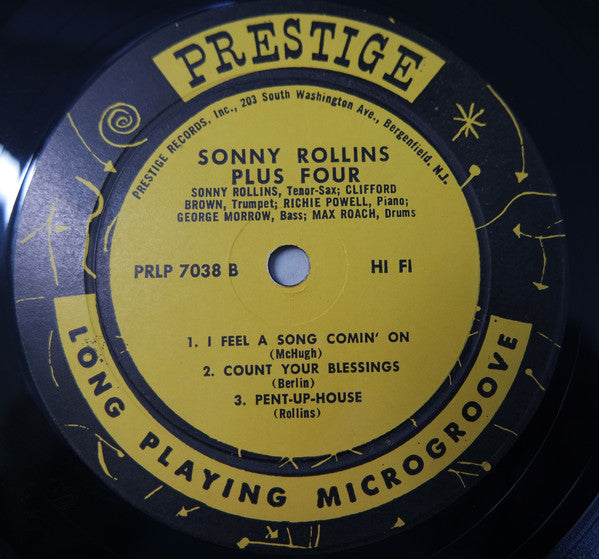 PRESTIGE
PRESTIGE RECORDS, Inc., 203 South Washington Ave., Bergenfield, N.J.
SONNY ROLLINS
PLUS FOUR
SONNY ROLLINS, Tenor-Sax; CLIFFORD
BROWN, Trumpet; RICHIE POWELL, Piano;
GEORGE MORROW, Bass; MAX ROACH, Drums
PRLP 7038 B HI FI
1. I FEEL A SONG COMIN' ON
(McHugh)
2. COUNT YOUR BLESSINGS
(Berlin)
3. PENT-UP-HOUSE
(Rollins)
LONG PLAYING MICROGROOVE